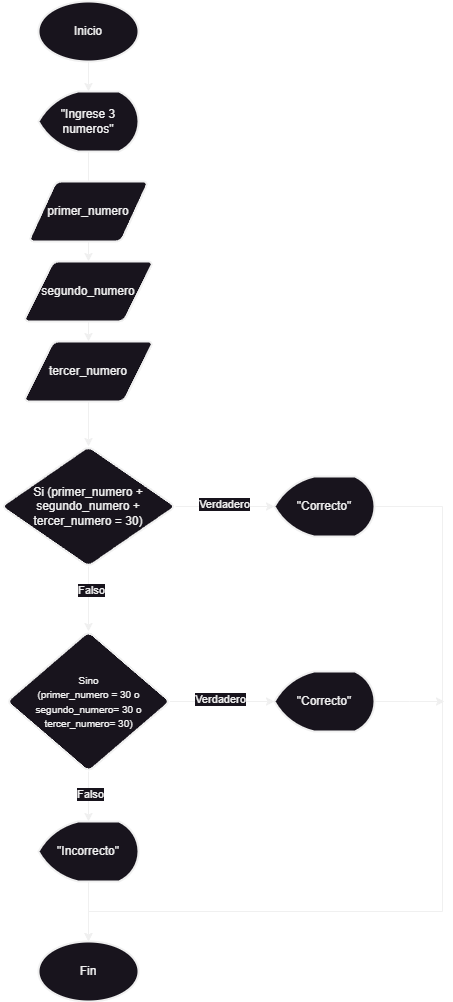 Inicio
"Ingrese 3
numeros"
primer_numero
segundo_numero
tercer_numero
Si (primer_numero +
segundo_numero +
tercer_numero = 30)
Verdadero
"Correcto"
Falso
Sino
(primer_numero = 30 o
segundo_numero= 30 o
tercer_numero= 30)
Verdadero
"Correcto"
Falso
"Incorrecto"
Fin